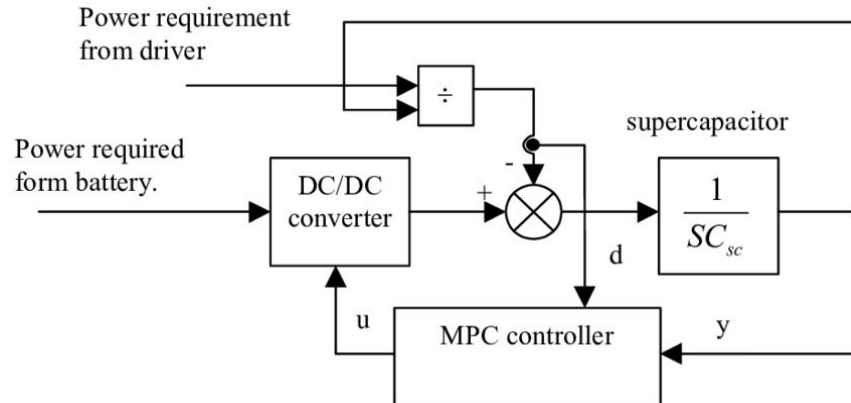 Power requirement
from driver
÷
supercapacitor
Power required
form battery.
DC/DC
converter
-
+
1
SC_sc
d
u
MPC controller
y